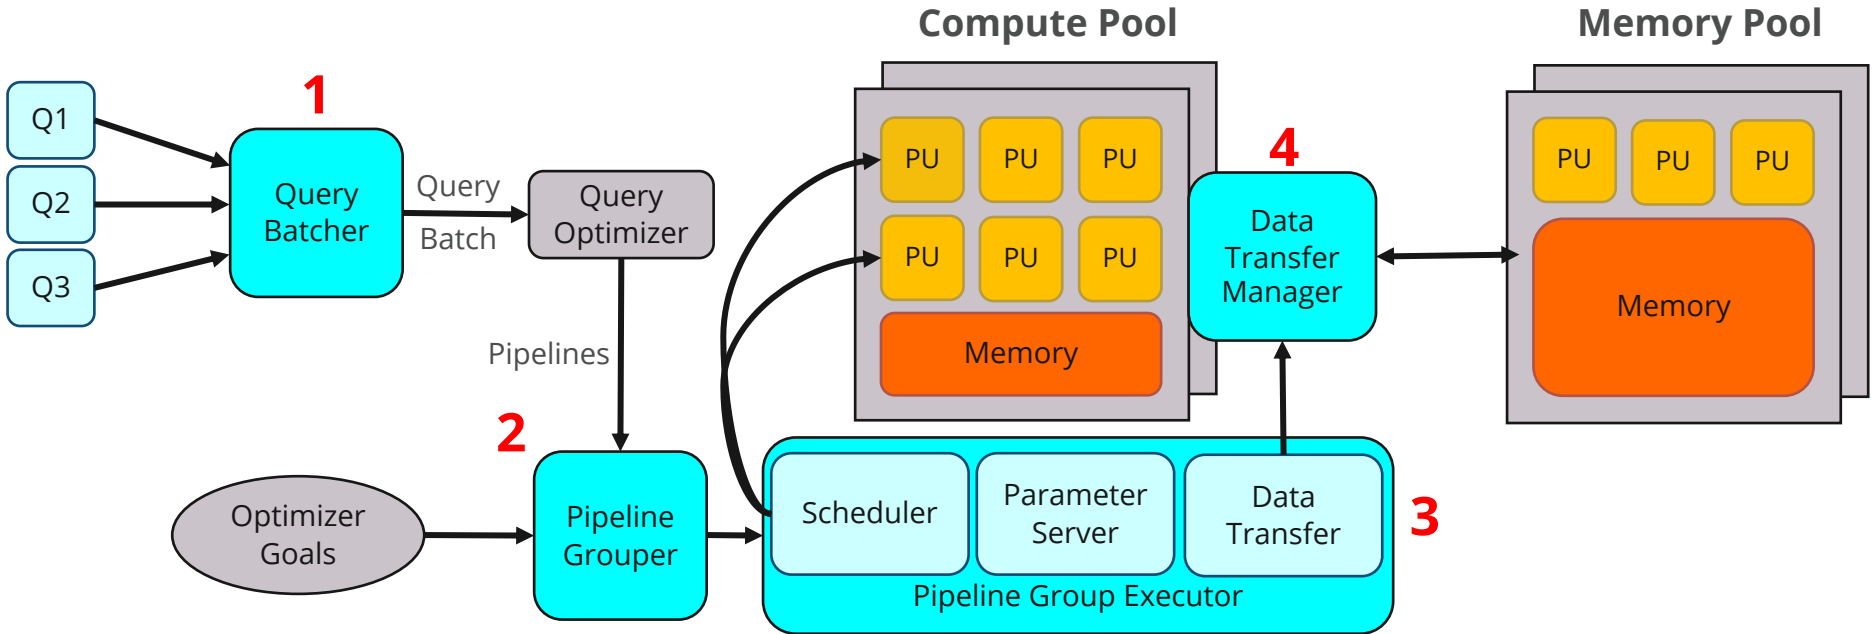 Compute Pool
Memory Pool
1
Q1
Q2
Q3
Query
Batcher
Query
Batch
Query
Optimizer
Pipelines
PU
PU
PU
PU
PU
PU
Memory
4
Data
Transfer
Manager
PU
PU
PU
Memory
2
Optimizer
Goals
Pipeline
Grouper
Scheduler
Parameter
Server
Data
Transfer
Pipeline Group Executor
3